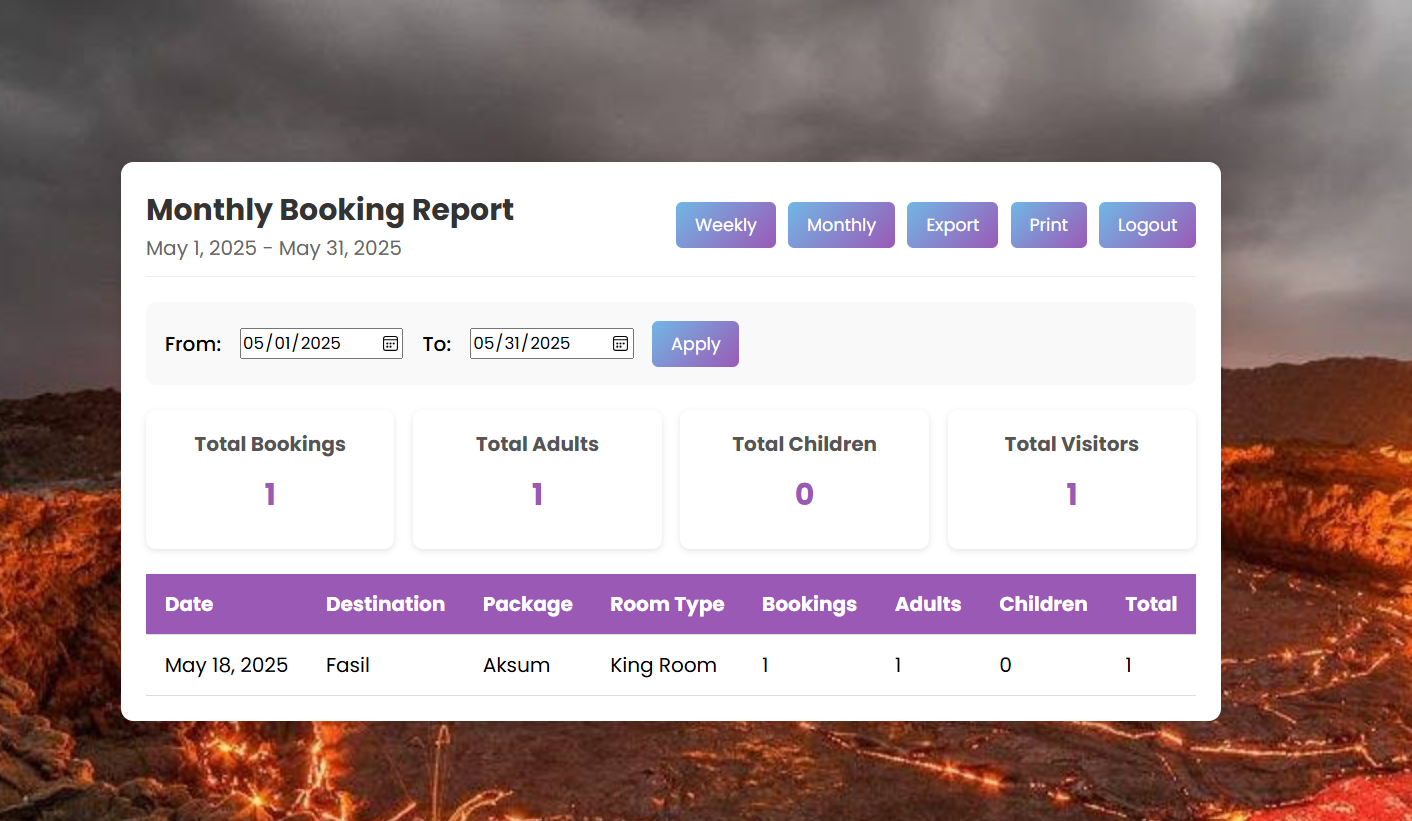 Monthly Booking Report
May 1, 2025 - May 31, 2025
Weekly Monthly Export Print Logout
From: 05/01/2025 To: 05/31/2025 Apply
Total Bookings Total Adults Total Children Total Visitors
1 1 0 1
Date Destination Package Room Type Bookings Adults Children Total
May 18, 2025 Fasil Aksum King Room 1 1 0 1